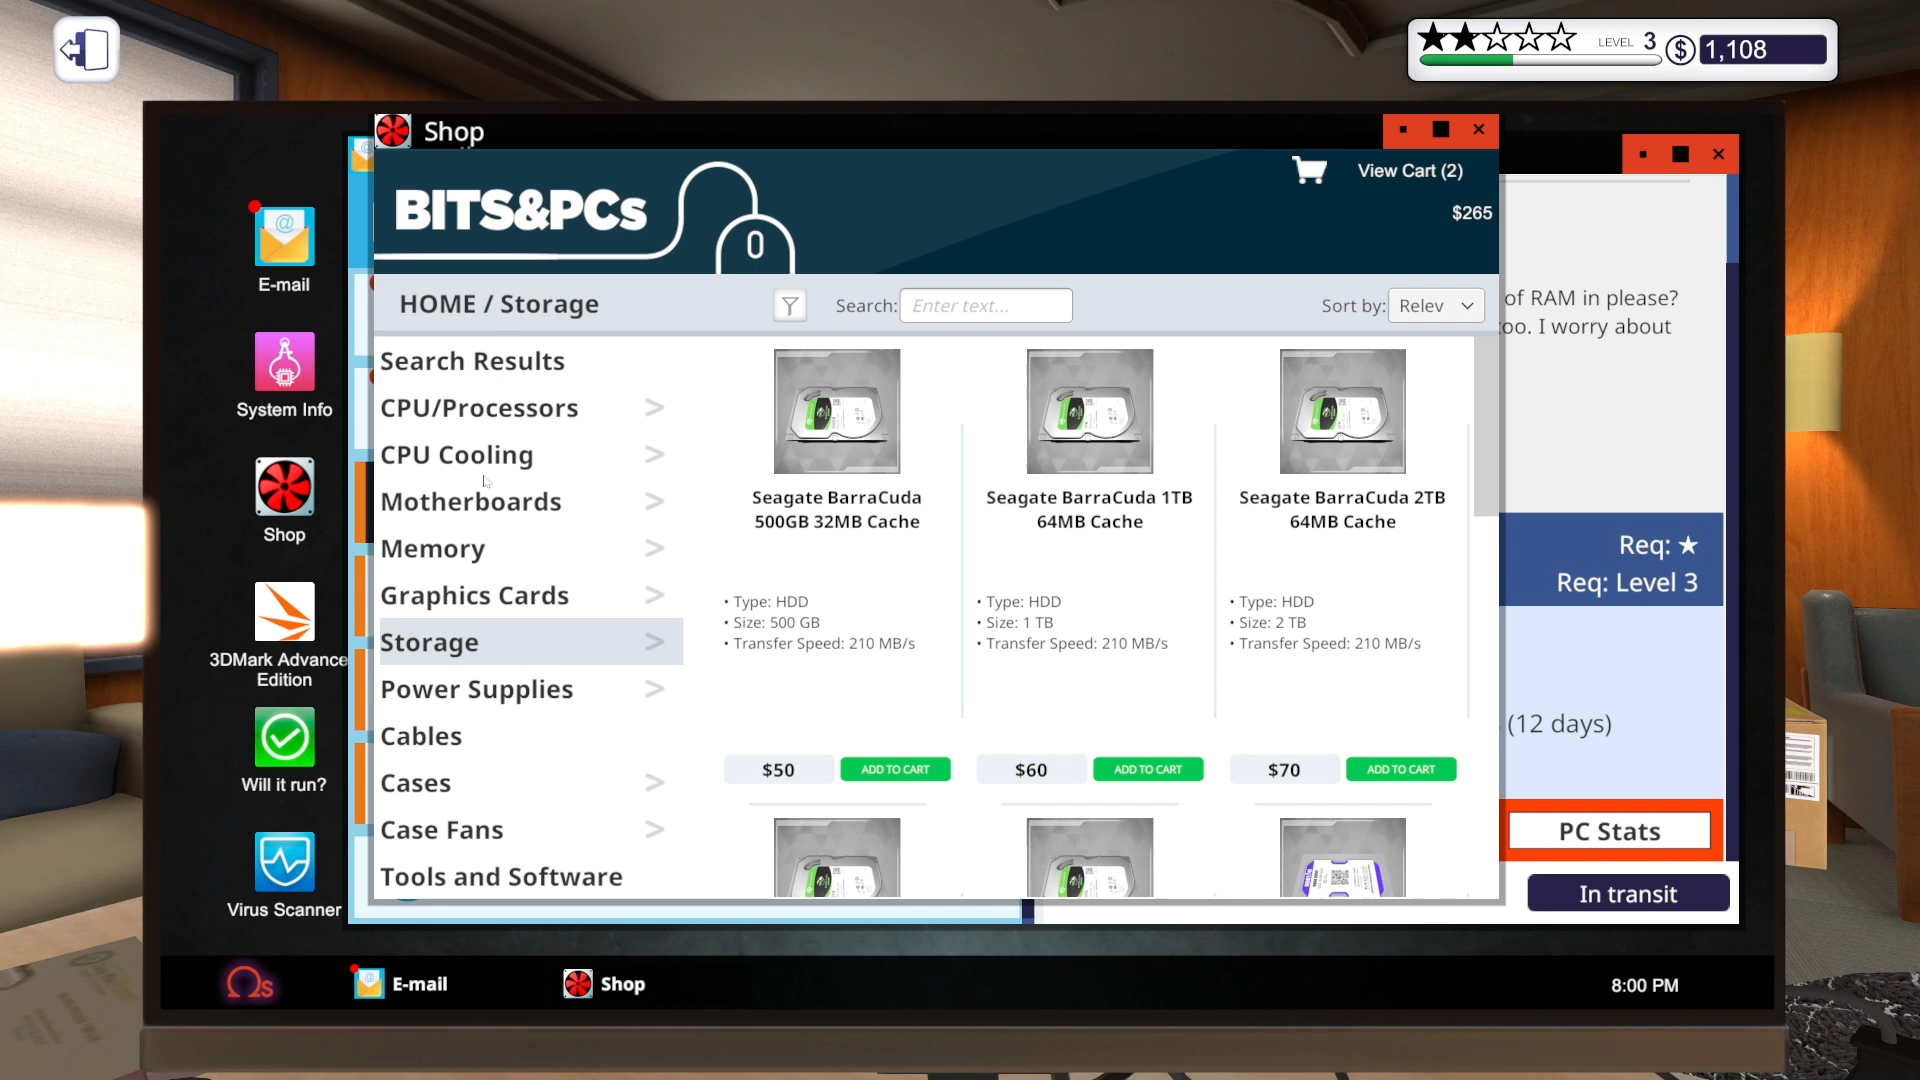 LEVEL 3
$ 1,108
Shop
View Cart (2)
$265
BITS&PCs
HOME / Storage
Search: Enter text...
Sort by: Relev
Search Results
CPU/Processors >
CPU Cooling >
Motherboards >
Memory >
Graphics Cards >
Storage >
Power Supplies >
Cables
Cases >
Case Fans >
Tools and Software
Seagate BarraCuda
500GB 32MB Cache
• Type: HDD
• Size: 500 GB
• Transfer Speed: 210 MB/s
$50
ADD TO CART
Seagate BarraCuda 1TB
64MB Cache
• Type: HDD
• Size: 1 TB
• Transfer Speed: 210 MB/s
$60
ADD TO CART
Seagate BarraCuda 2TB
64MB Cache
• Type: HDD
• Size: 2 TB
• Transfer Speed: 210 MB/s
$70
ADD TO CART
of RAM in please?
too. I worry about
Req: ★
Req: Level 3
(12 days)
PC Stats
In transit
E-mail
System Info
Shop
3DMark Advance
Edition
Will it run?
Virus Scanner
Ωs
E-mail
Shop
8:00 PM